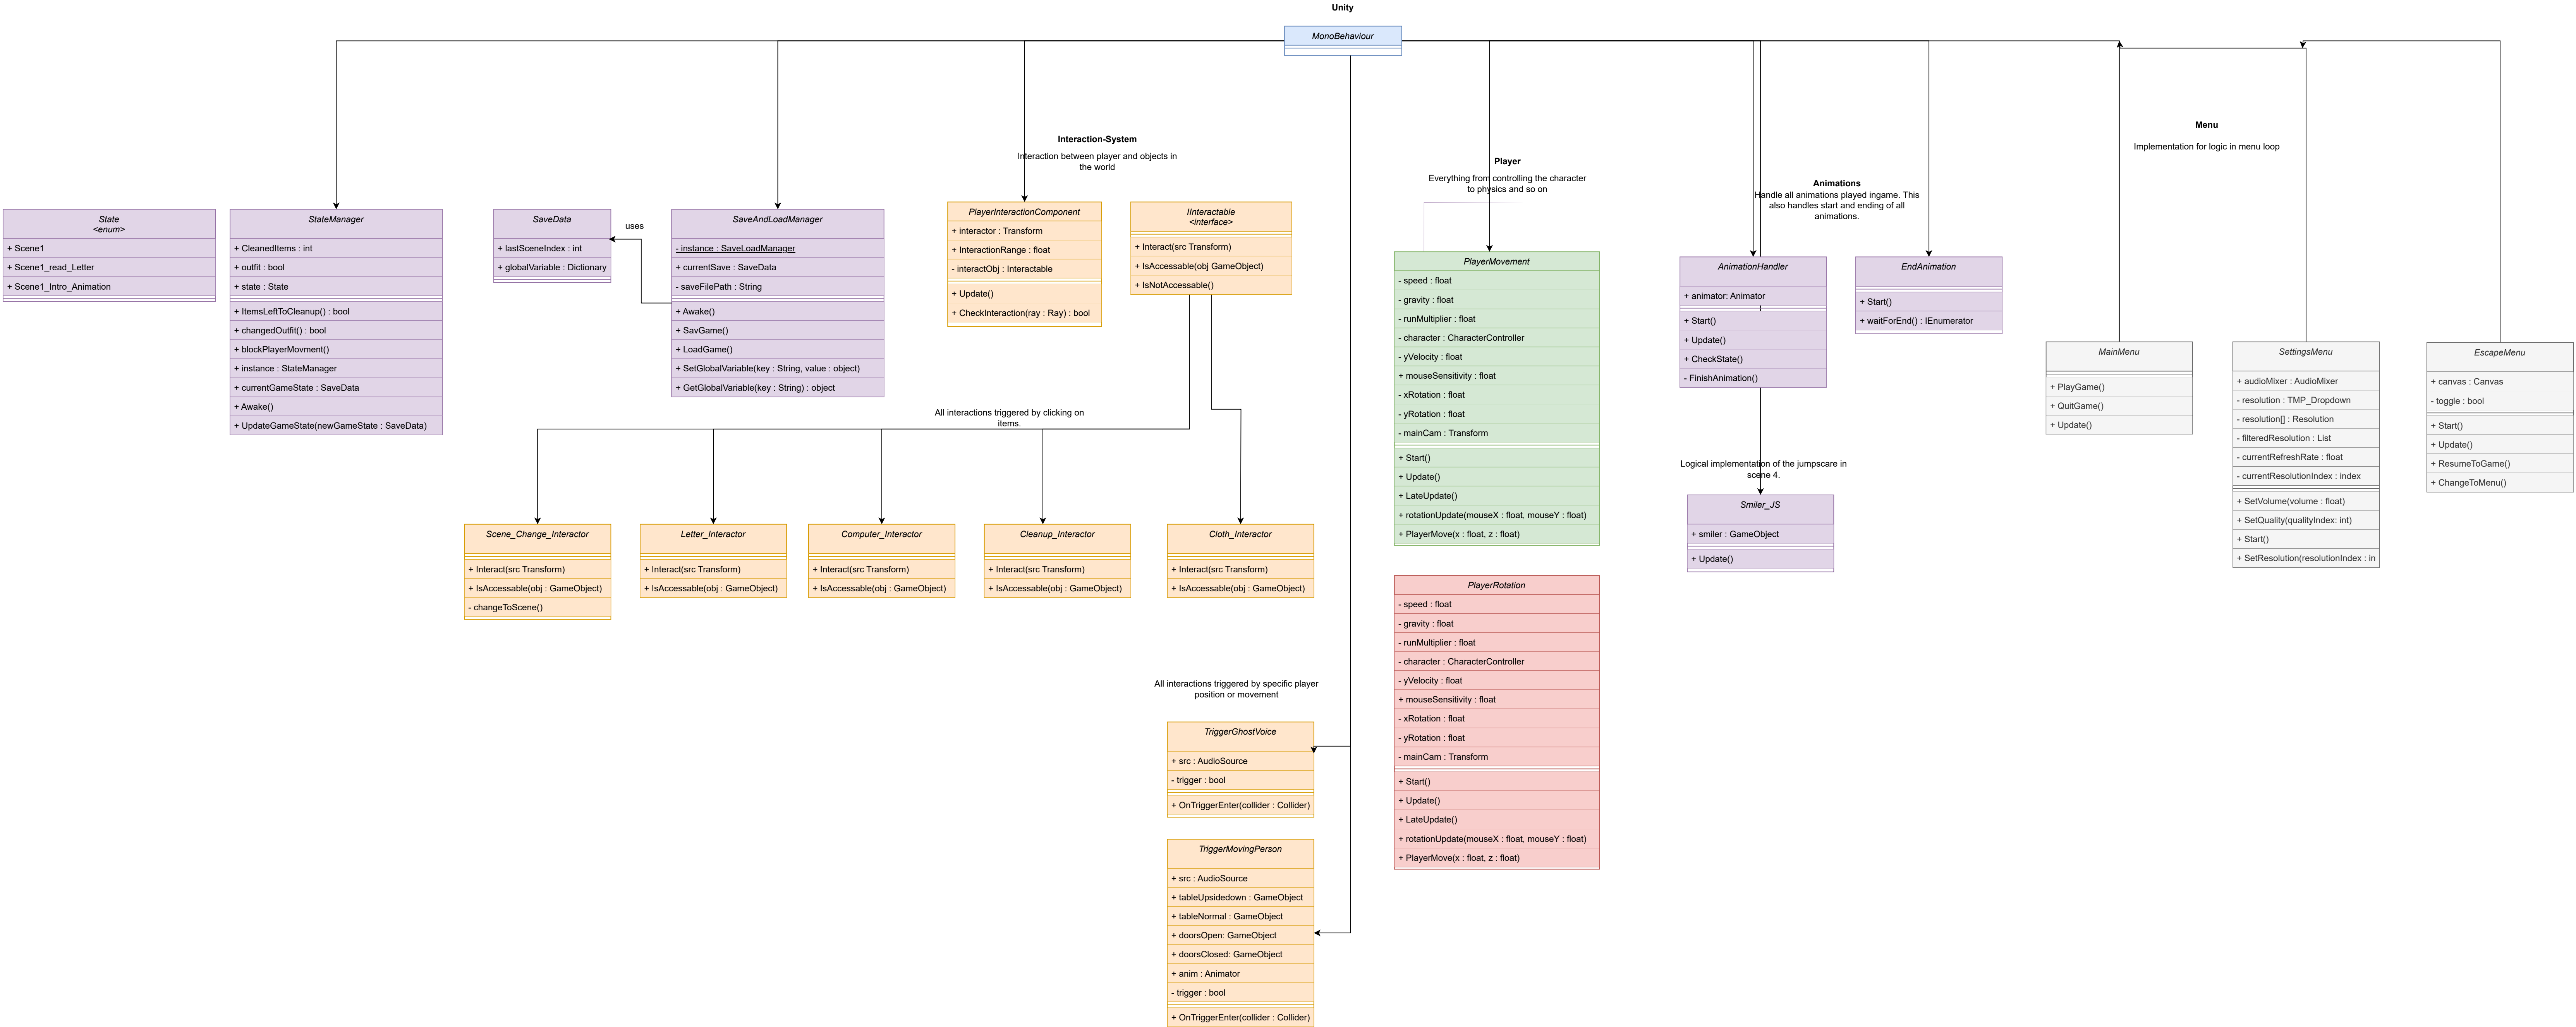 Unity
MonoBehaviour
Interaction-System
Interaction between player and objects in
the world
Player
Everything from controlling the character
to physics and so on
Animations
Handle all animations played ingame. This
also handles start and ending of all
animations.
Menu
Implementation for logic in menu loop
State
<enum>
+ Scene1
+ Scene1_read_Letter
+ Scene1_Intro_Animation
StateManager
+ CleanedItems : int
+ outfit : bool
+ state : State
+ ItemsLeftToCleanup() : bool
+ changedOutfit() : bool
+ blockPlayerMovment()
+ instance : StateManager
+ currentGameState : SaveData
+ Awake()
+ UpdateGameState(newGameState : SaveData)
SaveData
+ lastSceneIndex : int
+ globalVariable : Dictionary
uses
SaveAndLoadManager
- instance : SaveLoadManager
+ currentSave : SaveData
- saveFilePath : String
+ Awake()
+ SavGame()
+ LoadGame()
+ SetGlobalVariable(key : String, value : object)
+ GetGlobalVariable(key : String) : object
PlayerInteractionComponent
+ interactor : Transform
+ InteractionRange : float
- interactObj : Interactable
+ Update()
+ CheckInteraction(ray : Ray) : bool
IInteractable
<interface>
+ Interact(src Transform)
+ IsAccessable(obj GameObject)
+ IsNotAccessable()
All interactions triggered by clicking on
items.
Scene_Change_Interactor
+ Interact(src Transform)
+ IsAccessable(obj : GameObject)
- changeToScene()
Letter_Interactor
+ Interact(src Transform)
+ IsAccessable(obj : GameObject)
Computer_Interactor
+ Interact(src Transform)
+ IsAccessable(obj : GameObject)
Cleanup_Interactor
+ Interact(src Transform)
+ IsAccessable(obj : GameObject)
Cloth_Interactor
+ Interact(src Transform)
+ IsAccessable(obj : GameObject)
All interactions triggered by specific player
position or movement
TriggerGhostVoice
+ src : AudioSource
- trigger : bool
+ OnTriggerEnter(collider : Collider)
TriggerMovingPerson
+ src : AudioSource
+ tableUpsidedown : GameObject
+ tableNormal : GameObject
+ doorsOpen: GameObject
+ doorsClosed: GameObject
+ anim : Animator
- trigger : bool
+ OnTriggerEnter(collider : Collider)
PlayerMovement
- speed : float
- gravity : float
- runMultiplier : float
- character : CharacterController
- yVelocity : float
+ mouseSensitivity : float
- xRotation : float
- yRotation : float
- mainCam : Transform
+ Start()
+ Update()
+ LateUpdate()
+ rotationUpdate(mouseX : float, mouseY : float)
+ PlayerMove(x : float, z : float)
PlayerRotation
- speed : float
- gravity : float
- runMultiplier : float
- character : CharacterController
- yVelocity : float
+ mouseSensitivity : float
- xRotation : float
- yRotation : float
- mainCam : Transform
+ Start()
+ Update()
+ LateUpdate()
+ rotationUpdate(mouseX : float, mouseY : float)
+ PlayerMove(x : float, z : float)
AnimationHandler
+ animator: Animator
+ Start()
+ Update()
+ CheckState()
- FinishAnimation()
Logical implementation of the jumpscare in
scene 4.
Smiler_JS
+ smiler : GameObject
+ Update()
EndAnimation
+ Start()
+ waitForEnd() : IEnumerator
MainMenu
+ PlayGame()
+ QuitGame()
+ Update()
SettingsMenu
+ audioMixer : AudioMixer
- resolution : TMP_Dropdown
- resolution[] : Resolution
- filteredResolution : List
- currentRefreshRate : float
- currentResolutionIndex : index
+ SetVolume(volume : float)
+ SetQuality(qualityIndex: int)
+ Start()
+ SetResolution(resolutionIndex : in
EscapeMenu
+ canvas : Canvas
- toggle : bool
+ Start()
+ Update()
+ ResumeToGame()
+ ChangeToMenu()